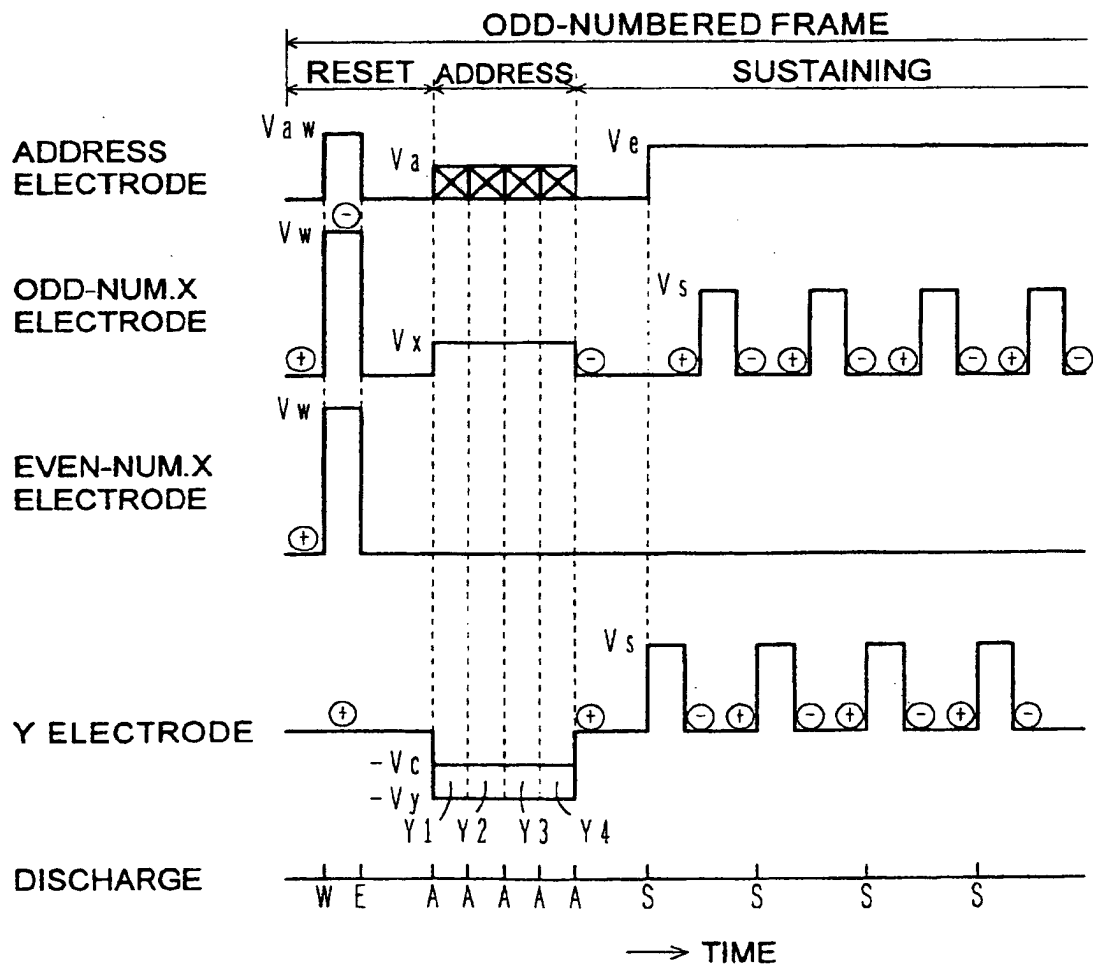 ODD-NUMBERED FRAME
RESET ADDRESS SUSTAINING
Vaw
Va
Ve
ADDRESS
ELECTRODE
-
Vw
Vs
ODD-NUM.X
ELECTRODE
Vx
+ - + - + - + - + -
Vw
EVEN-NUM.X
ELECTRODE
+
Vs
+ + - + - + - + -
Y ELECTRODE
-Vc
-Vy
Y1 Y2 Y3 Y4
DISCHARGE
W E A A A A A S S S S
→ TIME